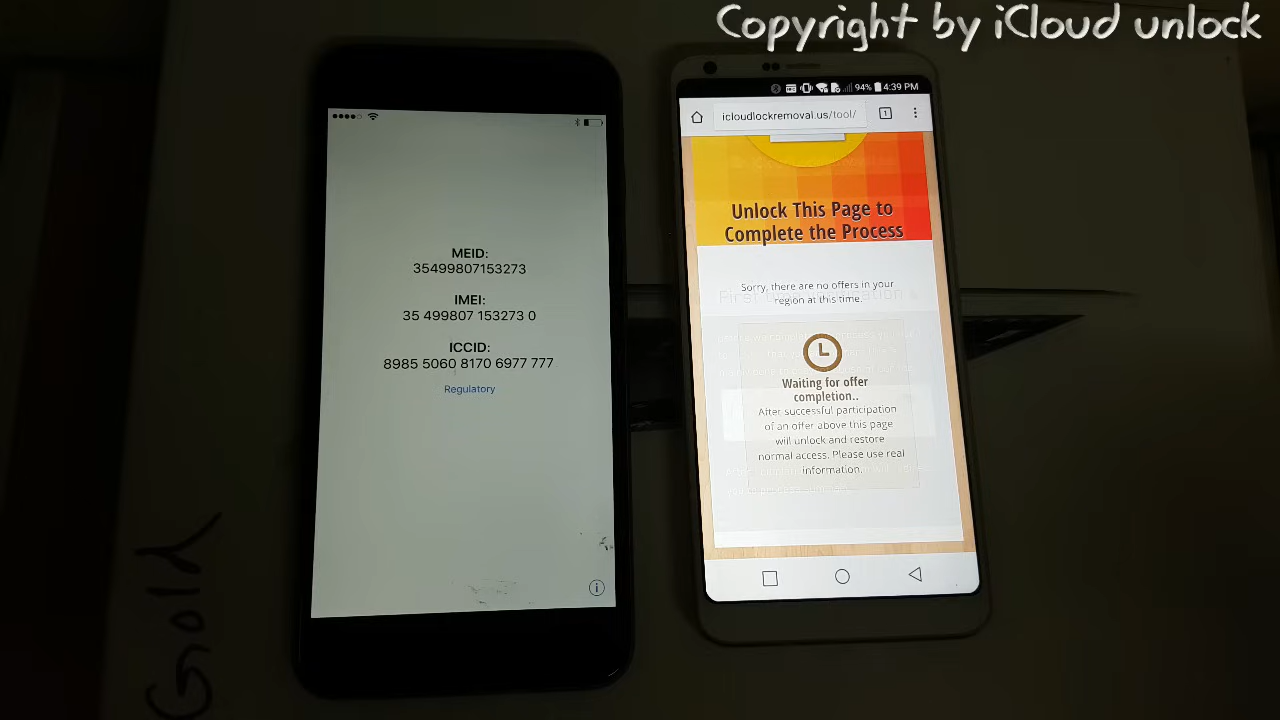 Copyright by iCloud unlock
MEID:
35499807153273
IMEI:
35 499807 153273 0
ICCID:
8985 5060 8170 6977 777
Regulatory
94% 4:39 PM
icloudlockremoval.us/tool/
1
Unlock This Page to
Complete the Process
Sorry, there are no offers in your
region at this time.
Waiting for offer
completion..
After successful participation
of an offer above this page
will unlock and restore
normal access. Please use real
information.
Gold